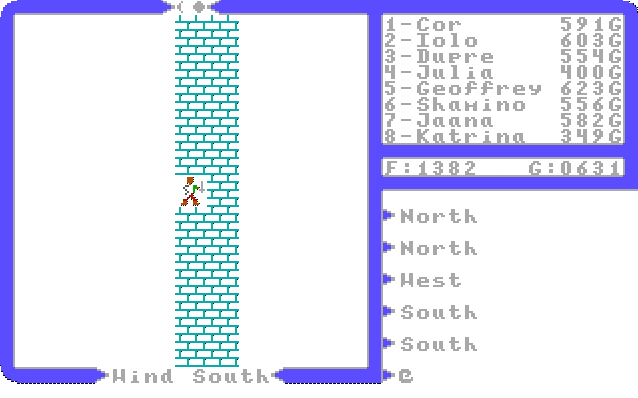 1-Cor 591G
2-Iolo 603G
3-Dupre 554G
4-Julia 400G
5-Geoffrey 623G
6-Shamino 556G
7-Jaana 582G
8-Katrina 349G
F:1382 G:0631
North
North
West
South
South
Wind South